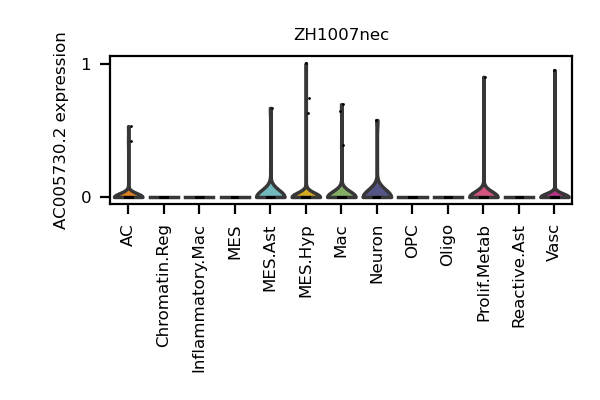 ZH1007nec
AC005730.2 expression
1
0
AC
Chromatin.Reg
Inflammatory.Mac
MES
MES.Ast
MES.Hyp
Mac
Neuron
OPC
Oligo
Prolif.Metab
Reactive.Ast
Vasc